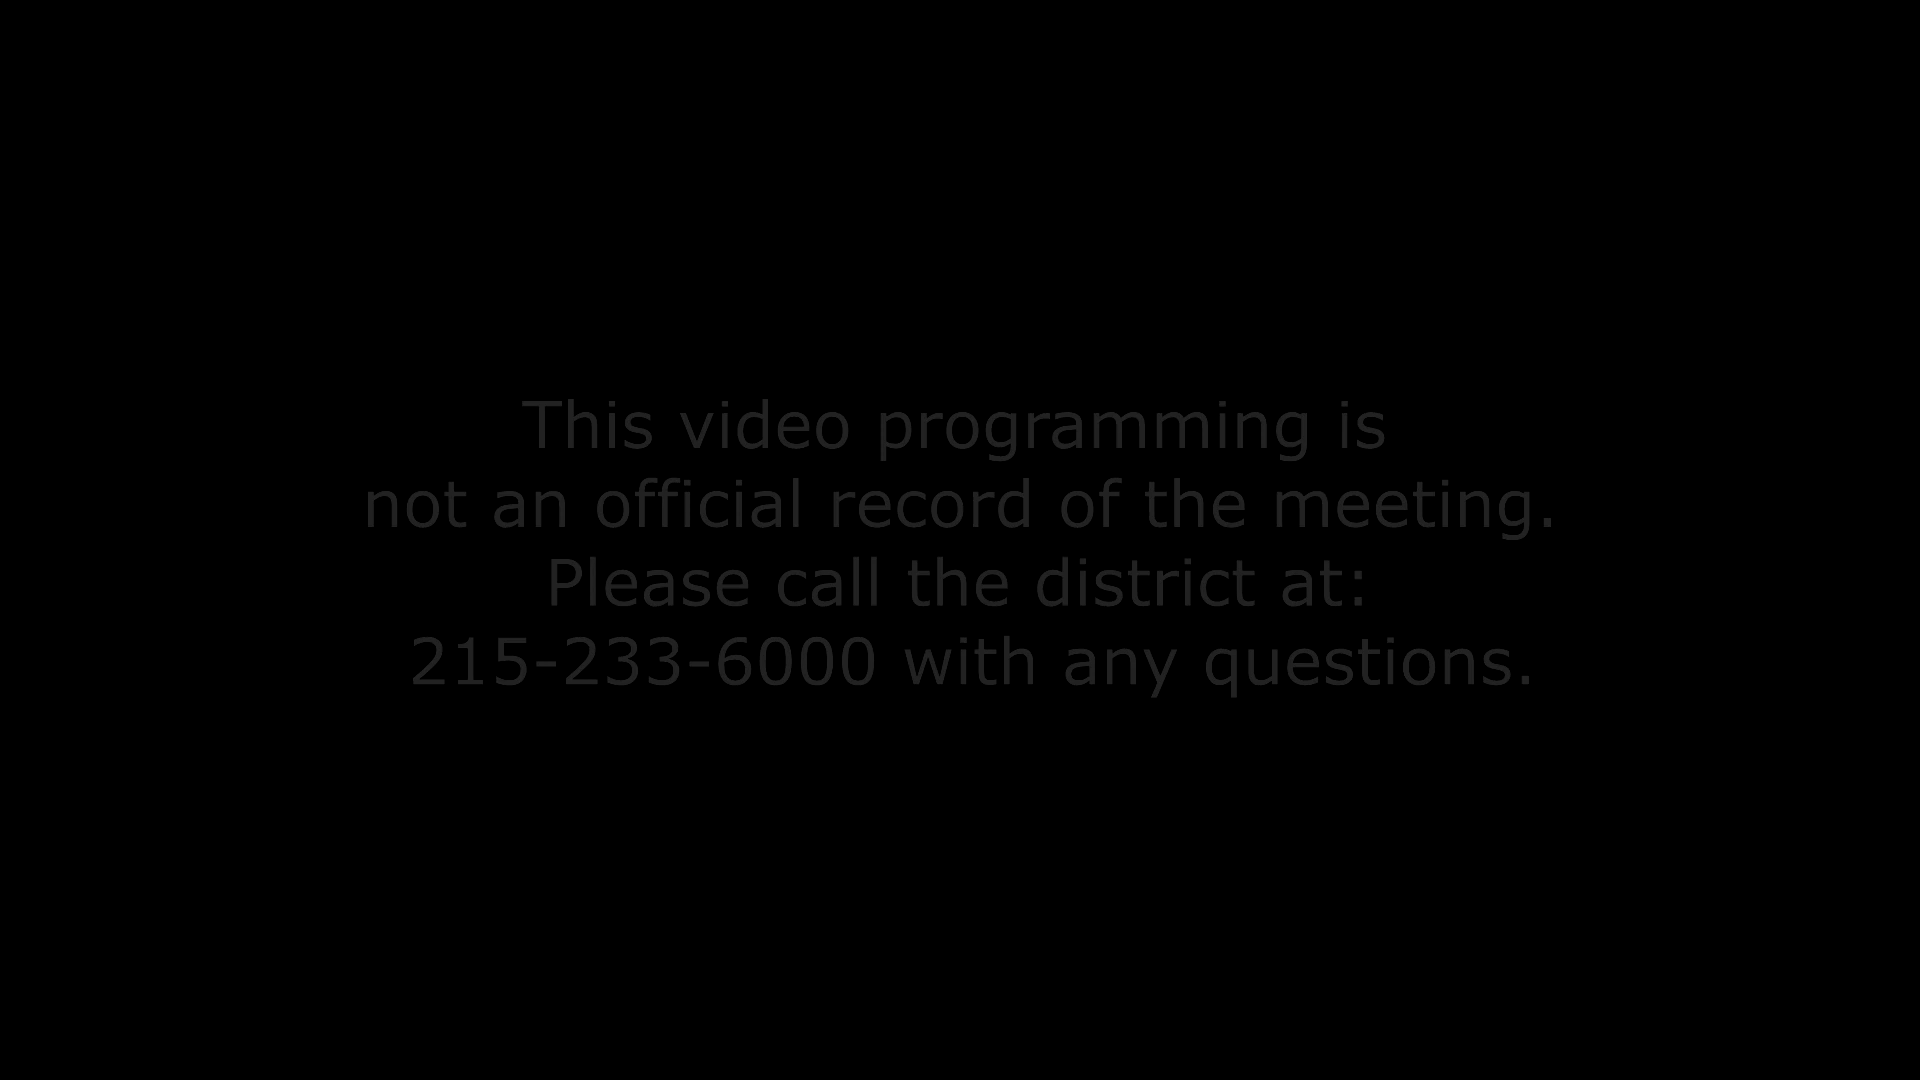 This video programming is
not an official record of the meeting.
Please call the district at:
215-233-6000 with any questions.